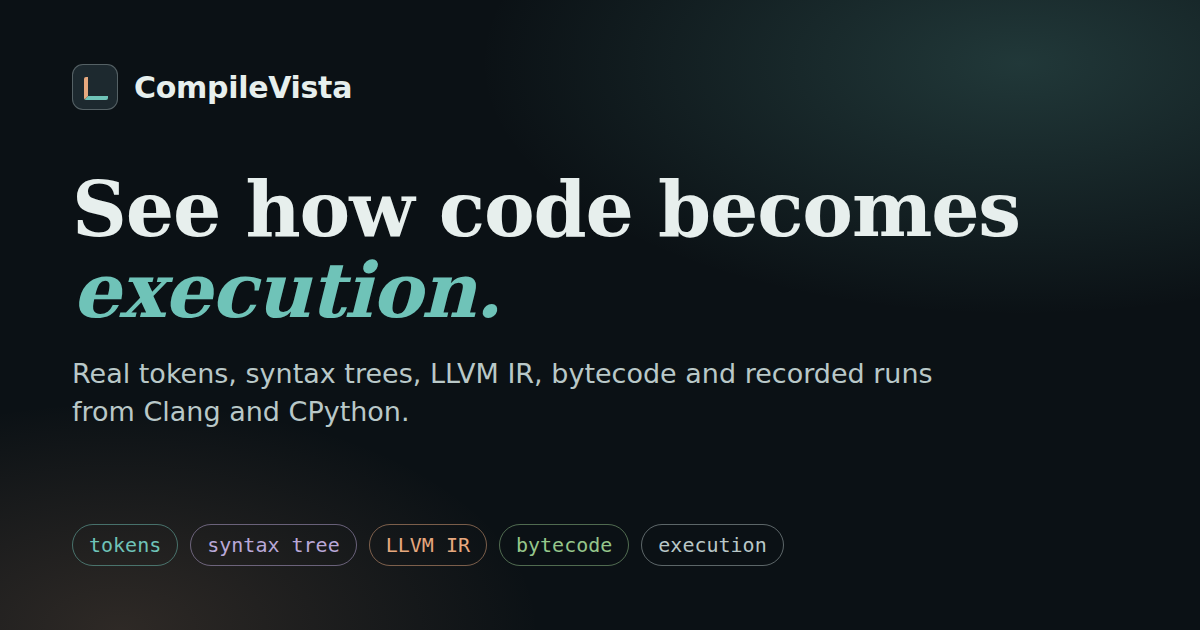 CompileVista
See how code becomes
execution.
Real tokens, syntax trees, LLVM IR, bytecode and recorded runs
from Clang and CPython.
tokens
syntax tree
LLVM IR
bytecode
execution